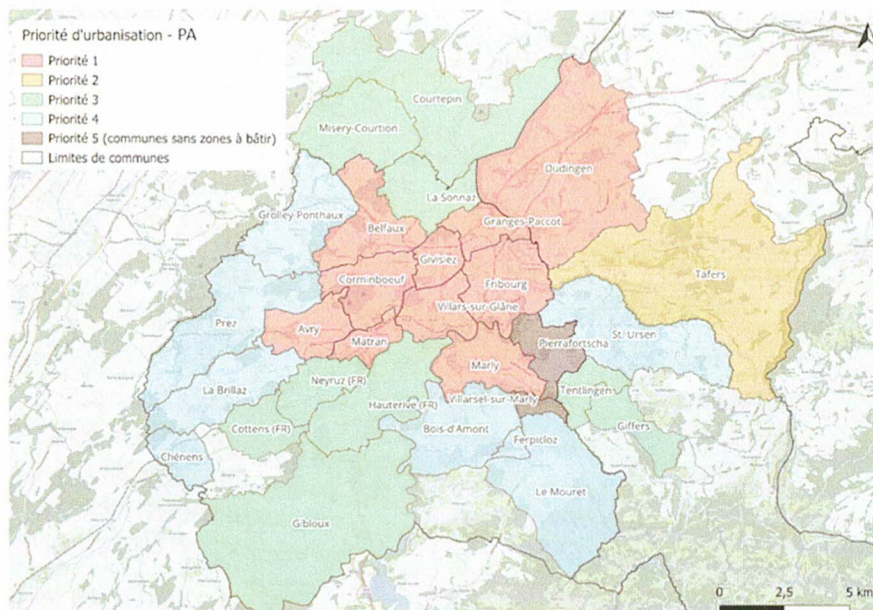 Priorité d'urbanisation - PA
Priorité 1
Priorité 2
Priorité 3
Priorité 4
Priorité 5 (communes sans zones à bâtir)
Limites de communes
Courtepin
Misery-Courtion
Düdingen
La Sonnaz
Grolley-Ponthaux
Granges-Paccot
Belfaux
Givisiez
Tafers
Corminboeuf
Fribourg
Villars-sur-Glâne
Prez
Avry
St. Ursen
Pierrafortscha
Matran
Marly
Neyruz (FR)
La Brillaz
Tentlingen
Hauterive (FR)
Villarsel-sur-Marly
Cottens (FR)
Bois-d'Amont
Giffers
Ferpicloz
Chénens
Le Mouret
Gibloux
0 2,5 5 km